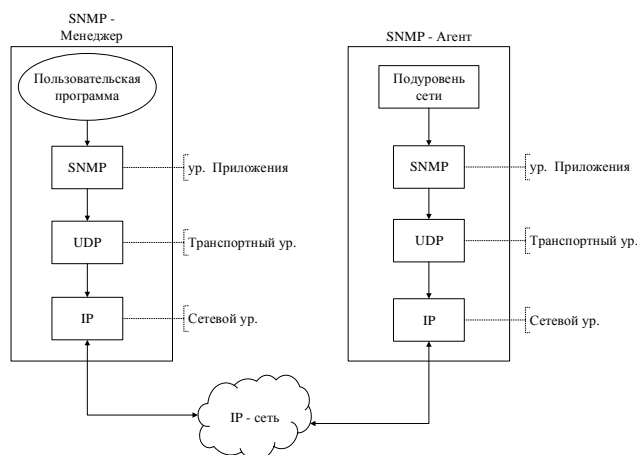 SNMP -
Менеджер
Пользовательская
программа
SNMP
ур. Приложения
UDP
Транспортный ур.
IP
Сетевой ур.
SNMP - Агент
Подуровень
сети
SNMP
ур. Приложения
UDP
Транспортный ур.
IP
Сетевой ур.
IP - сеть